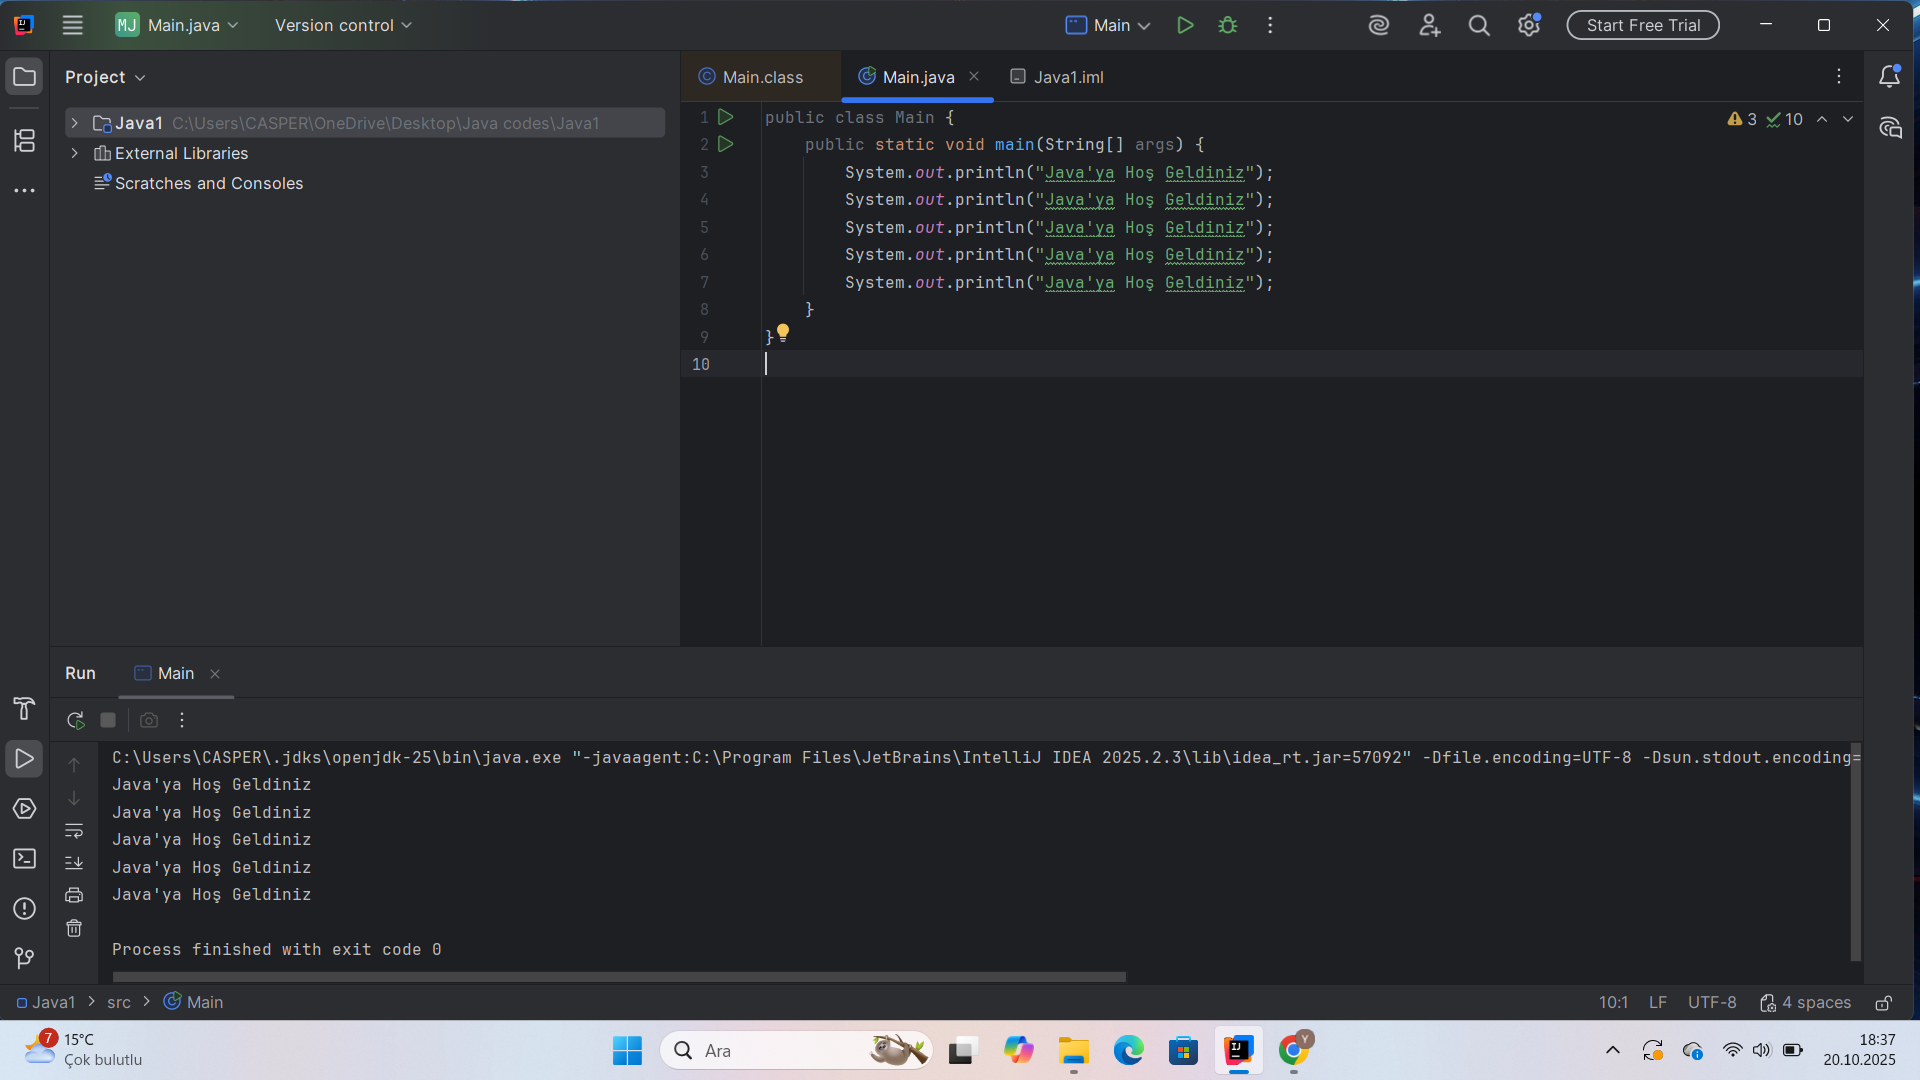 MJ Main.java Version control Main Start Free Trial
Project
Java1 C:\Users\CASPER\OneDrive\Desktop\Java codes\Java1
External Libraries
Scratches and Consoles
Main.class Main.java Java1.iml
3 10
1 public class Main {
2 public static void main(String[] args) {
3 System.out.println("Java'ya Hoş Geldiniz");
4 System.out.println("Java'ya Hoş Geldiniz");
5 System.out.println("Java'ya Hoş Geldiniz");
6 System.out.println("Java'ya Hoş Geldiniz");
7 System.out.println("Java'ya Hoş Geldiniz");
8 }
9 }
10
Run Main
C:\Users\CASPER\.jdks\openjdk-25\bin\java.exe "-javaagent:C:\Program Files\JetBrains\IntelliJ IDEA 2025.2.3\lib\idea_rt.jar=57092" -Dfile.encoding=UTF-8 -Dsun.stdout.encoding=
Java'ya Hoş Geldiniz
Java'ya Hoş Geldiniz
Java'ya Hoş Geldiniz
Java'ya Hoş Geldiniz
Java'ya Hoş Geldiniz
Process finished with exit code 0
Java1 > src > Main 10:1 LF UTF-8 4 spaces
7 15°C
Çok bulutlu
Ara
Y
18:37
20.10.2025